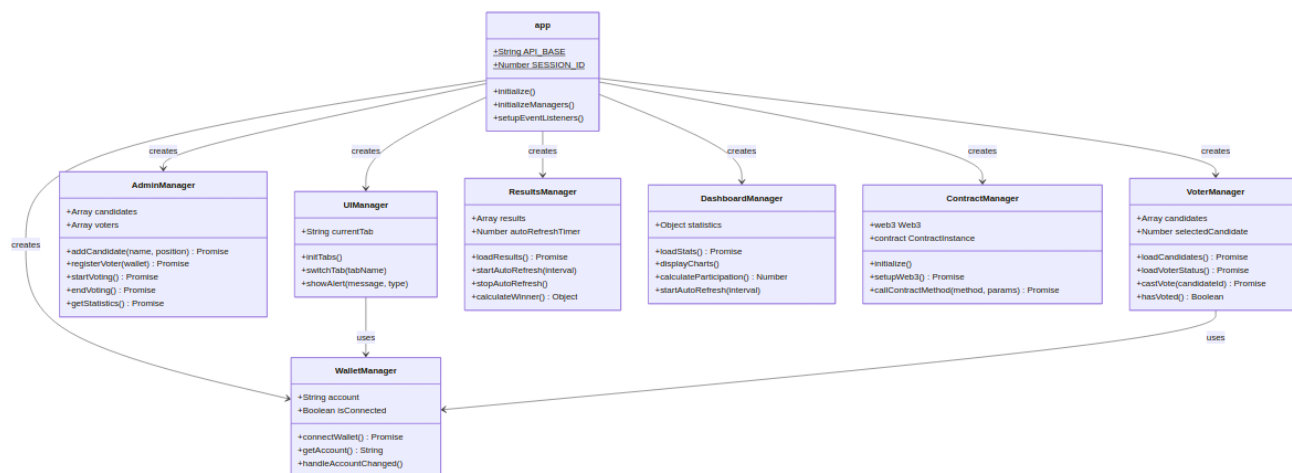 app
+String API_BASE
+Number SESSION_ID
+initialize()
+initializeManagers()
+setupEventListeners()
creates
creates
creates
creates
creates
creates
creates
AdminManager
+Array candidates
+Array voters
+addCandidate(name, position) : Promise
+registerVoter(wallet) : Promise
+startVoting() : Promise
+endVoting() : Promise
+getStatistics() : Promise
UIManager
+String currentTab
+initTabs()
+switchTab(tabName)
+showAlert(message, type)
ResultsManager
+Array results
+Number autoRefreshTimer
+loadResults() : Promise
+startAutoRefresh(interval)
+stopAutoRefresh()
+calculateWinner() : Object
DashboardManager
+Object statistics
+loadStats() : Promise
+displayCharts()
+calculateParticipation() : Number
+startAutoRefresh(interval)
ContractManager
+web3 Web3
+contract ContractInstance
+initialize()
+setupWeb3() : Promise
+callContractMethod(method, params) : Promise
VoterManager
+Array candidates
+Number selectedCandidate
+loadCandidates() : Promise
+loadVoterStatus() : Promise
+castVote(candidateId) : Promise
+hasVoted() : Boolean
uses
uses
WalletManager
+String account
+Boolean isConnected
+connectWallet() : Promise
+getAccount() : String
+handleAccountChanged()